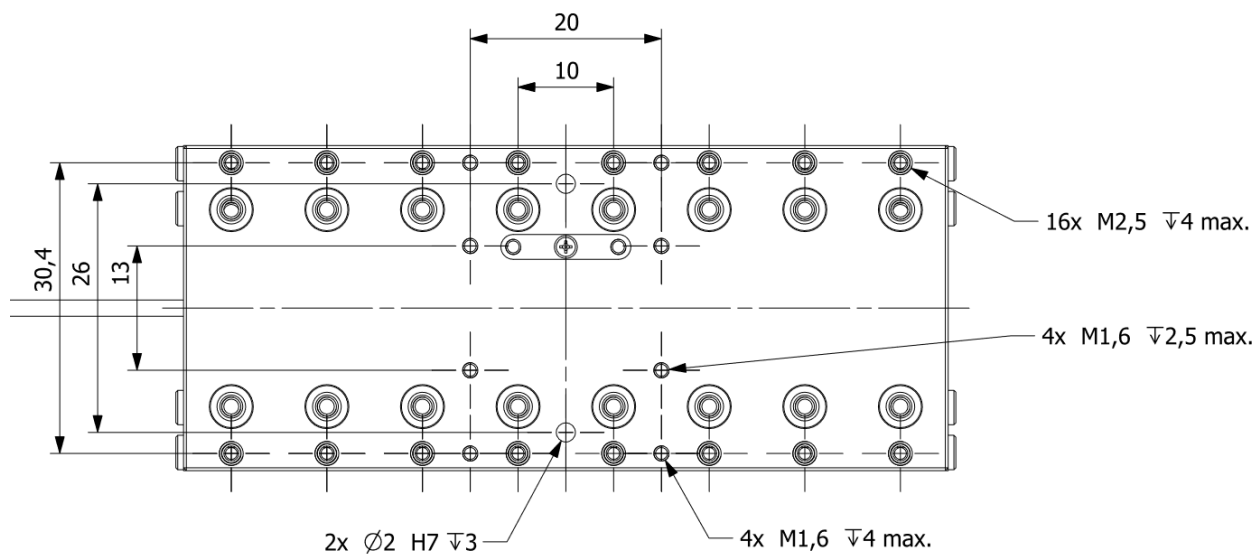 20
10
30,4
26
13
16x M2,5 ↧4 max.
4x M1,6 ↧2,5 max.
2x ∅2 H7 ↧3
4x M1,6 ↧4 max.